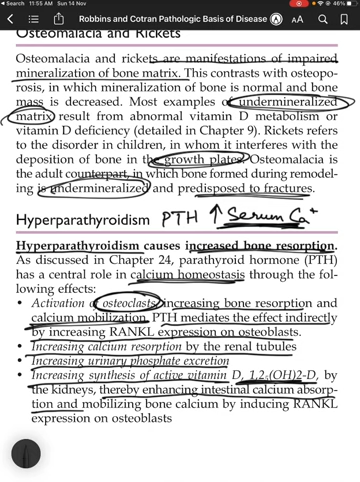 Search 11:55 AM Sun 14 Nov
46%
Robbins and Cotran Pathologic Basis of Disease
AA
Osteomalacia and Rickets
Osteomalacia and rickets are manifestations of impaired
mineralization of bone matrix. This contrasts with osteopo-
rosis, in which mineralization of bone is normal and bone
mass is decreased. Most examples of undermineralized
matrix result from abnormal vitamin D metabolism or
vitamin D deficiency (detailed in Chapter 9). Rickets refers
to the disorder in children, in whom it interferes with the
deposition of bone in the growth plates. Osteomalacia is
the adult counterpart, in which bone formed during remodel-
ing is undermineralized and predisposed to fractures.
Hyperparathyroidism PTH ↑ Serum Ca+
Hyperparathyroidism causes increased bone resorption.
As discussed in Chapter 24, parathyroid hormone (PTH)
has a central role in calcium homeostasis through the fol-
lowing effects:
• Activation of osteoclasts, increasing bone resorption and
calcium mobilization. PTH mediates the effect indirectly
by increasing RANKL expression on osteoblasts.
• Increasing calcium resorption by the renal tubules
• Increasing urinary phosphate excretion
• Increasing synthesis of active vitamin D, 1,25(OH)2-D, by
the kidneys, thereby enhancing intestinal calcium absorp-
tion and mobilizing bone calcium by inducing RANKL
expression on osteoblasts